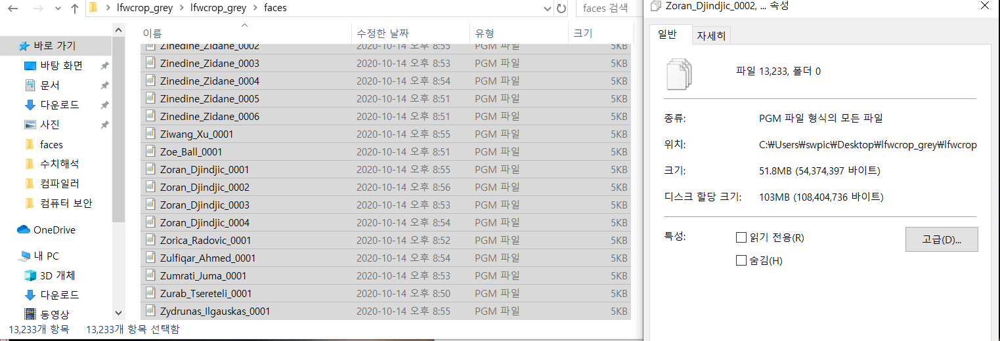 lfwcrop_grey > lfwcrop_grey > faces
faces 검색
이름 수정한 날짜 유형 크기
바로 가기
바탕 화면
문서
다운로드
사진
faces
수치해석
컴파일러
컴퓨터 보안
OneDrive
내 PC
3D 개체
다운로드
동영상
Zinedine_Zidane_0002 2020-10-14 오후 8:55 PGM 파일 5KB
Zinedine_Zidane_0003 2020-10-14 오후 8:53 PGM 파일 5KB
Zinedine_Zidane_0004 2020-10-14 오후 8:54 PGM 파일 5KB
Zinedine_Zidane_0005 2020-10-14 오후 8:51 PGM 파일 5KB
Zinedine_Zidane_0006 2020-10-14 오후 8:51 PGM 파일 5KB
Ziwang_Xu_0001 2020-10-14 오후 8:55 PGM 파일 5KB
Zoe_Ball_0001 2020-10-14 오후 8:51 PGM 파일 5KB
Zoran_Djindjic_0001 2020-10-14 오후 8:55 PGM 파일 5KB
Zoran_Djindjic_0002 2020-10-14 오후 8:56 PGM 파일 5KB
Zoran_Djindjic_0003 2020-10-14 오후 8:53 PGM 파일 5KB
Zoran_Djindjic_0004 2020-10-14 오후 8:54 PGM 파일 5KB
Zorica_Radovic_0001 2020-10-14 오후 8:52 PGM 파일 5KB
Zulfiqar_Ahmed_0001 2020-10-14 오후 8:54 PGM 파일 5KB
Zumrati_Juma_0001 2020-10-14 오후 8:53 PGM 파일 5KB
Zurab_Tsereteli_0001 2020-10-14 오후 8:50 PGM 파일 5KB
Zydrunas_Ilgauskas_0001 2020-10-14 오후 8:55 PGM 파일 5KB
13,233개 항목 13,233개 항목 선택함
Zoran_Djindjic_0002, ... 속성
일반 자세히
파일 13,233, 폴더 0
종류: PGM 파일 형식의 모든 파일
위치: C:₩Users₩swpic₩Desktop₩lfwcrop_grey₩lfwcrop
크기: 51.8MB (54,374,397 바이트)
디스크 할당 크기: 103MB (108,404,736 바이트)
특성: 읽기 전용(R) 고급(D)...
숨김(H)